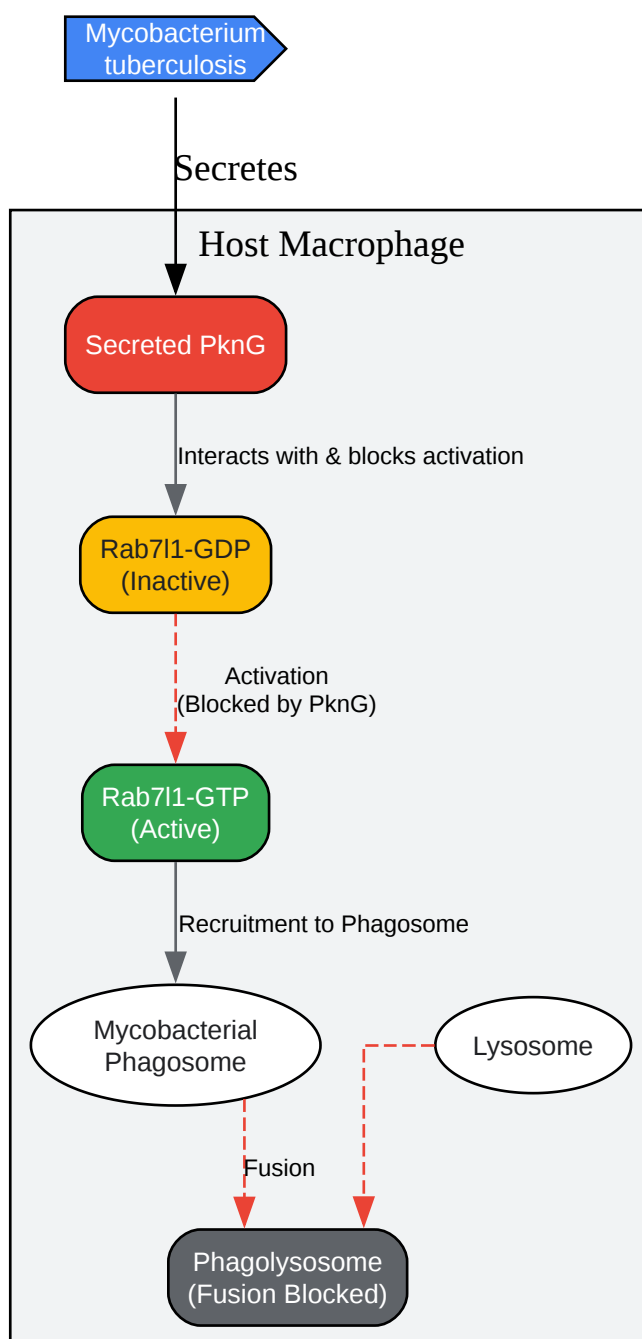 Mycobacterium
tuberculosis
Secretes
Host Macrophage
Secreted PknG
Interacts with & blocks activation
Rab7l1-GDP
(Inactive)
Activation
(Blocked by PknG)
Rab7l1-GTP
(Active)
Recruitment to Phagosome
Mycobacterial
Phagosome
Lysosome
Fusion
Phagolysosome
(Fusion Blocked)